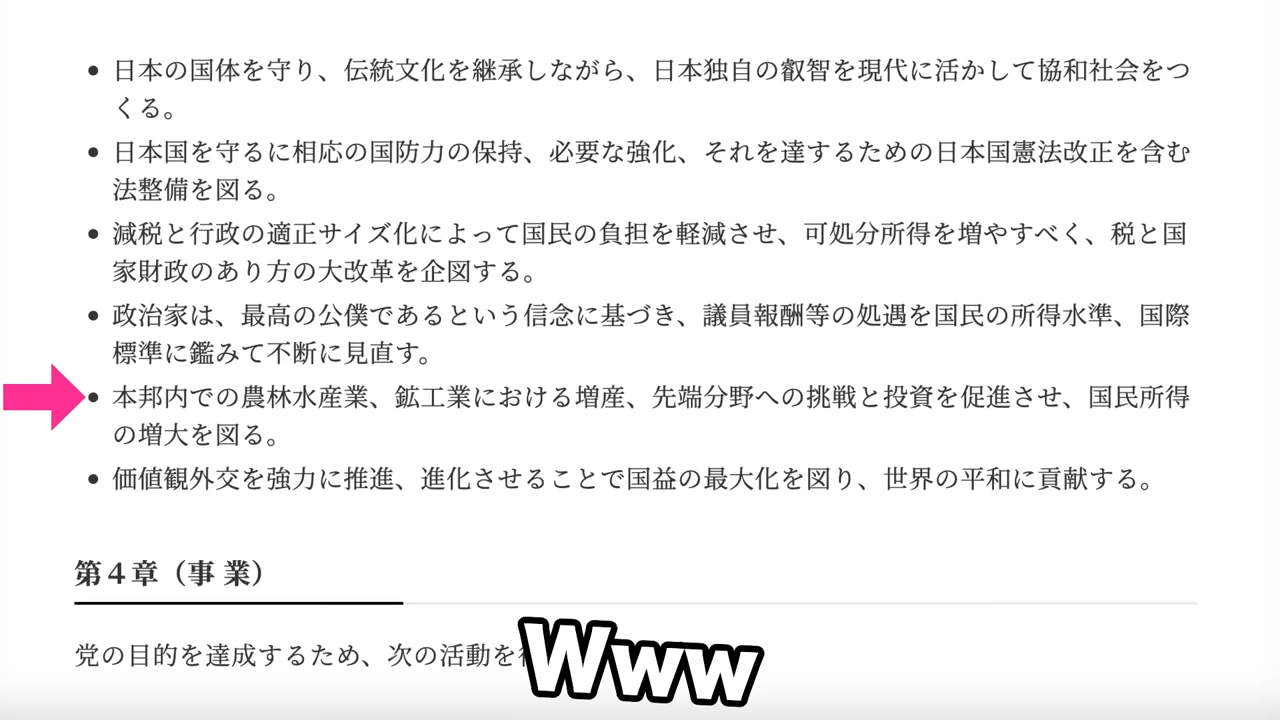 • 日本の国体を守り、伝統文化を継承しながら、日本独自の叡智を現代に活かして協和社会をつ
くる。
• 日本国を守るに相応の国防力の保持、必要な強化、それを達するための日本国憲法改正を含む
法整備を図る。
• 減税と行政の適正サイズ化によって国民の負担を軽減させ、可処分所得を増やすべく、税と国
家財政のあり方の大改革を企図する。
• 政治家は、最高の公僕であるという信念に基づき、議員報酬等の処遇を国民の所得水準、国際
標準に鑑みて不断に見直す。
• 本邦内での農林水産業、鉱工業における増産、先端分野への挑戦と投資を促進させ、国民所得
の増大を図る。
• 価値観外交を強力に推進、進化させることで国益の最大化を図り、世界の平和に貢献する。
第４章（事 業）
党の目的を達成するため、次の活動を
Www